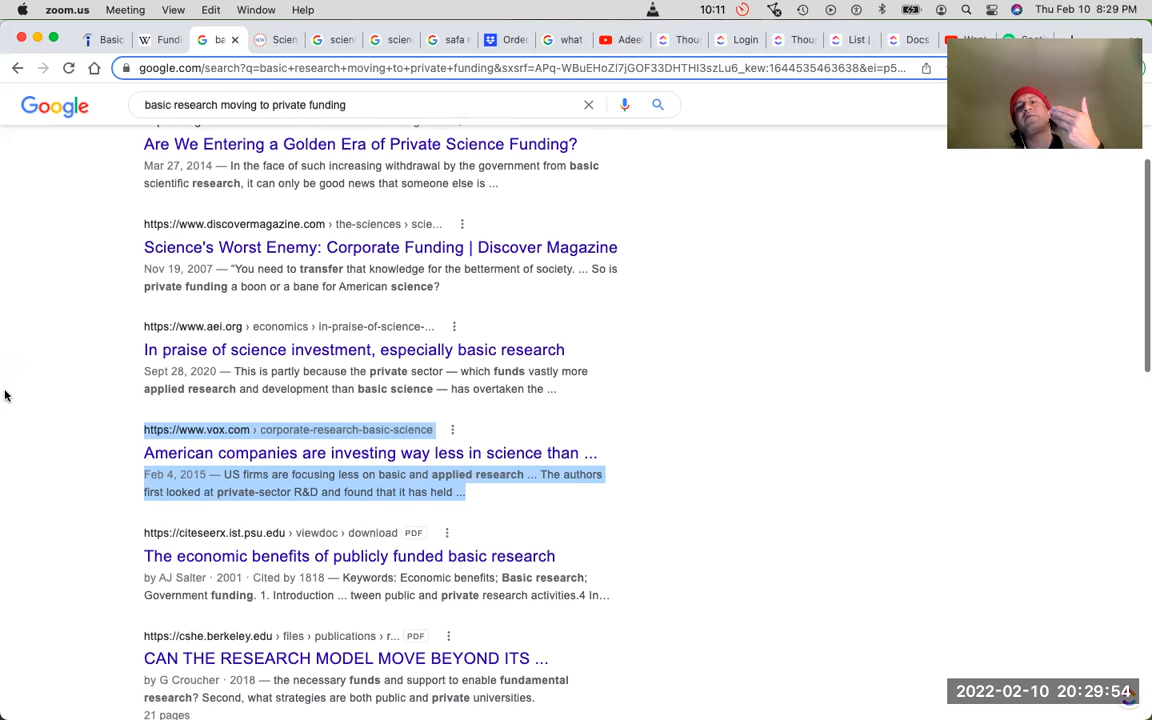 zoom.us Meeting View Edit Window Help 10:11 Thu Feb 10 8:29 PM
Basic Fundi ba Scien scien scien safa r Order what Adeel Thou Login Thou List | Docs
google.com/search?q=basic+research+moving+to+private+funding&sxsrf=APq-WBuEHoZl7jGOF33DHTHI3szLu6_kew:1644535463638&ei=p5...
Google basic research moving to private funding
Are We Entering a Golden Era of Private Science Funding?
Mar 27, 2014 — In the face of such increasing withdrawal by the government from basic
scientific research, it can only be good news that someone else is ...
https://www.discovermagazine.com › the-sciences › scie...
Science's Worst Enemy: Corporate Funding | Discover Magazine
Nov 19, 2007 — "You need to transfer that knowledge for the betterment of society. ... So is
private funding a boon or a bane for American science?
https://www.aei.org › economics › in-praise-of-science-...
In praise of science investment, especially basic research
Sept 28, 2020 — This is partly because the private sector — which funds vastly more
applied research and development than basic science — has overtaken the ...
https://www.vox.com › corporate-research-basic-science
American companies are investing way less in science than ...
Feb 4, 2015 — US firms are focusing less on basic and applied research ... The authors
first looked at private-sector R&D and found that it has held ...
https://citeseerx.ist.psu.edu › viewdoc › download PDF
The economic benefits of publicly funded basic research
by AJ Salter · 2001 · Cited by 1818 — Keywords: Economic benefits; Basic research;
Government funding. 1. Introduction ... tween public and private research activities.4 In...
https://cshe.berkeley.edu › files › publications › r... PDF
CAN THE RESEARCH MODEL MOVE BEYOND ITS ...
by G Croucher · 2018 — the necessary funds and support to enable fundamental
research? Second, what strategies are both public and private universities.
21 pages
2022-02-10 20:29:54